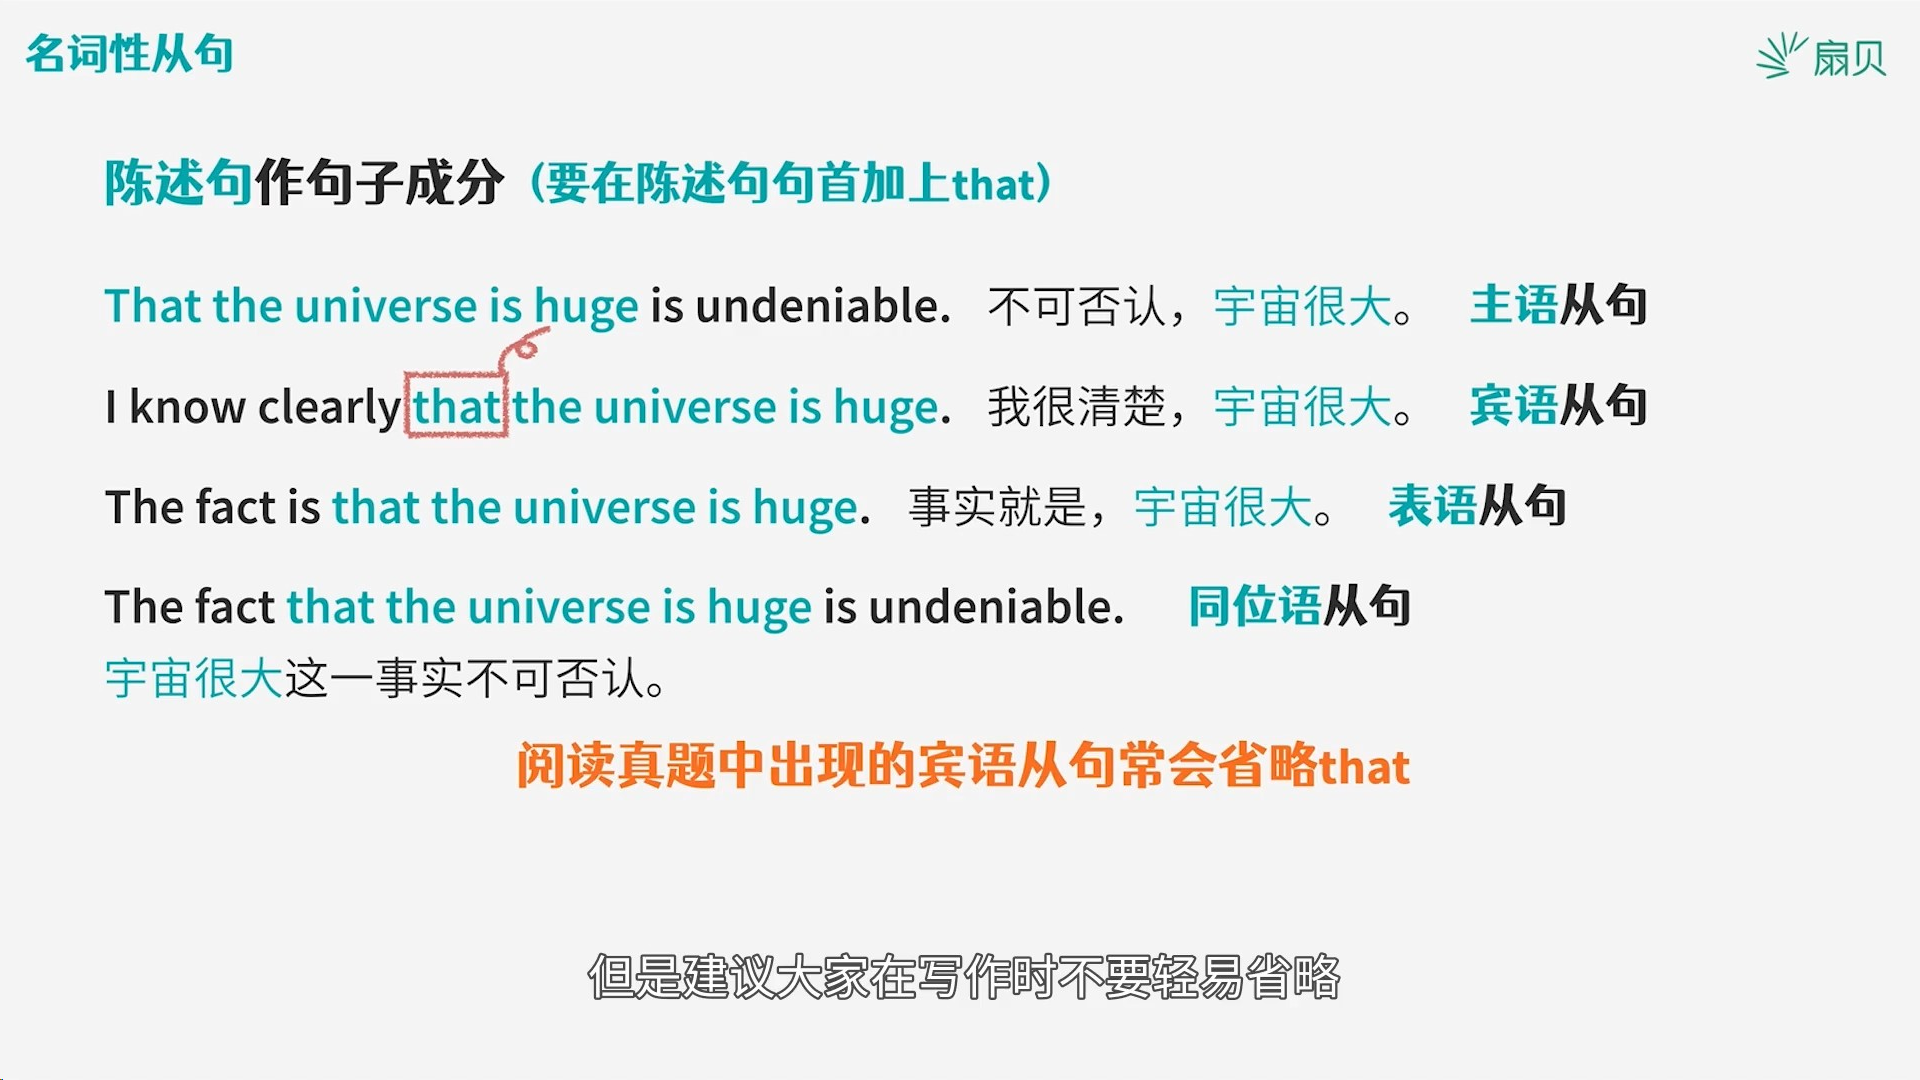 名词性从句
扇贝
陈述句作句子成分（要在陈述句句首加上that）
That the universe is huge is undeniable. 不可否认，宇宙很大。 主语从句
I know clearly that the universe is huge. 我很清楚，宇宙很大。 宾语从句
The fact is that the universe is huge. 事实就是，宇宙很大。 表语从句
The fact that the universe is huge is undeniable. 同位语从句
宇宙很大这一事实不可否认。
阅读真题中出现的宾语从句常会省略that
但是建议大家在写作时不要轻易省略